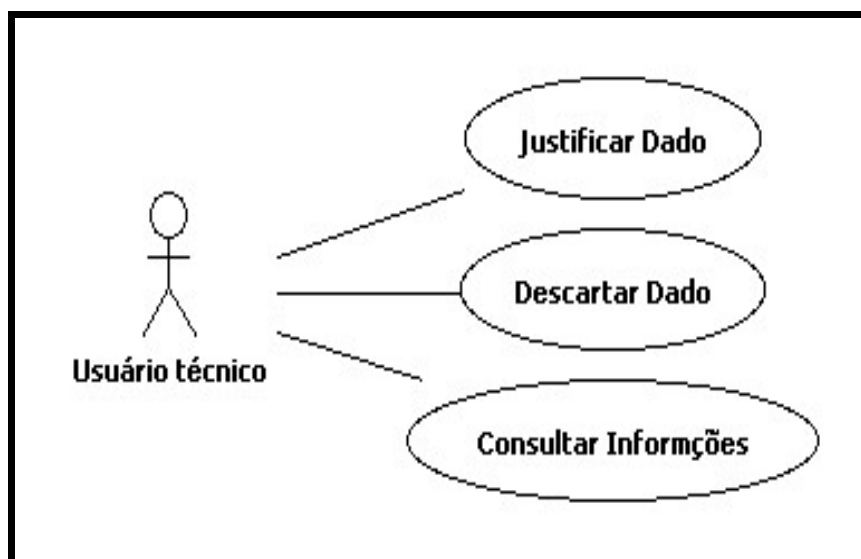 Justificar Dado
Descartar Dado
Usuário técnico
Consultar Informções